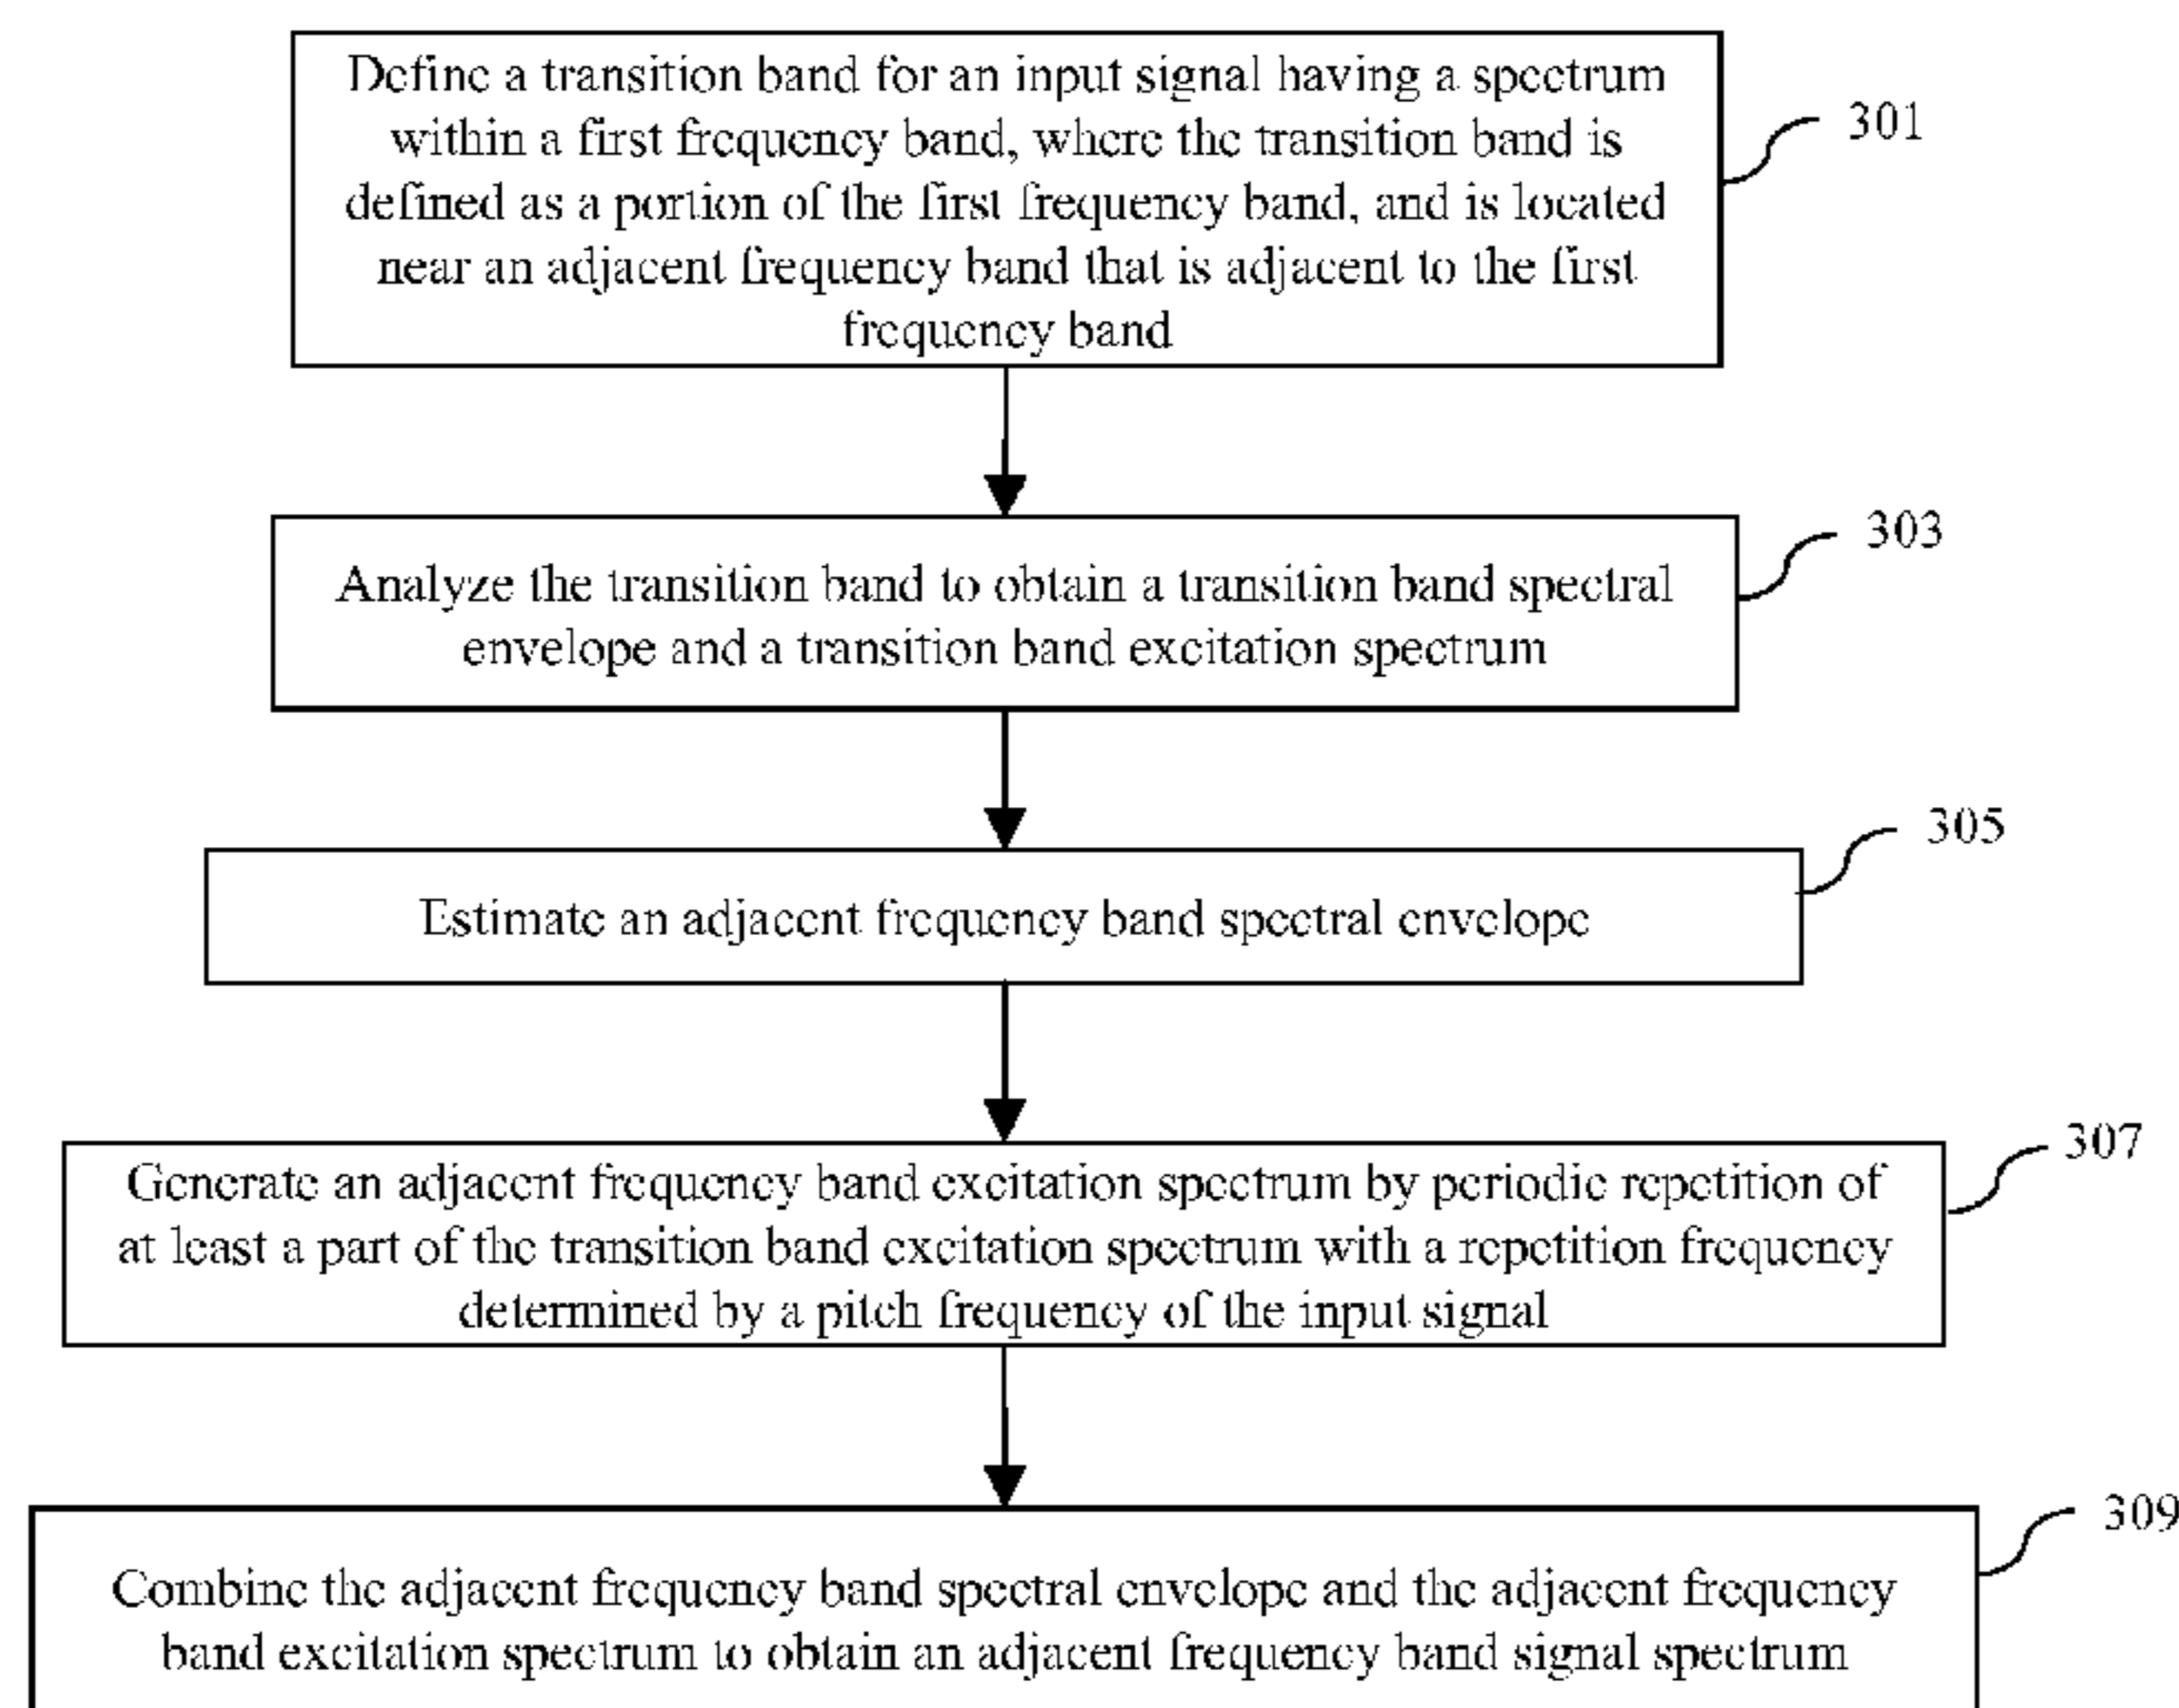 Define a transition band for an input signal having a spectrum
within a first frequency band, where the transition band is
defined as a portion of the first frequency band, and is located
near an adjacent frequency band that is adjacent to the first
frequency band
301
Analyze the transition band to obtain a transition band spectral
envelope and a transition band excitation spectrum
303
Estimate an adjacent frequency band spectral envelope
305
Generate an adjacent frequency band excitation spectrum by periodic repetition of
at least a part of the transition band excitation spectrum with a repetition frequency
determined by a pitch frequency of the input signal
307
Combine the adjacent frequency band spectral envelope and the adjacent frequency
band excitation spectrum to obtain an adjacent frequency band signal spectrum
309